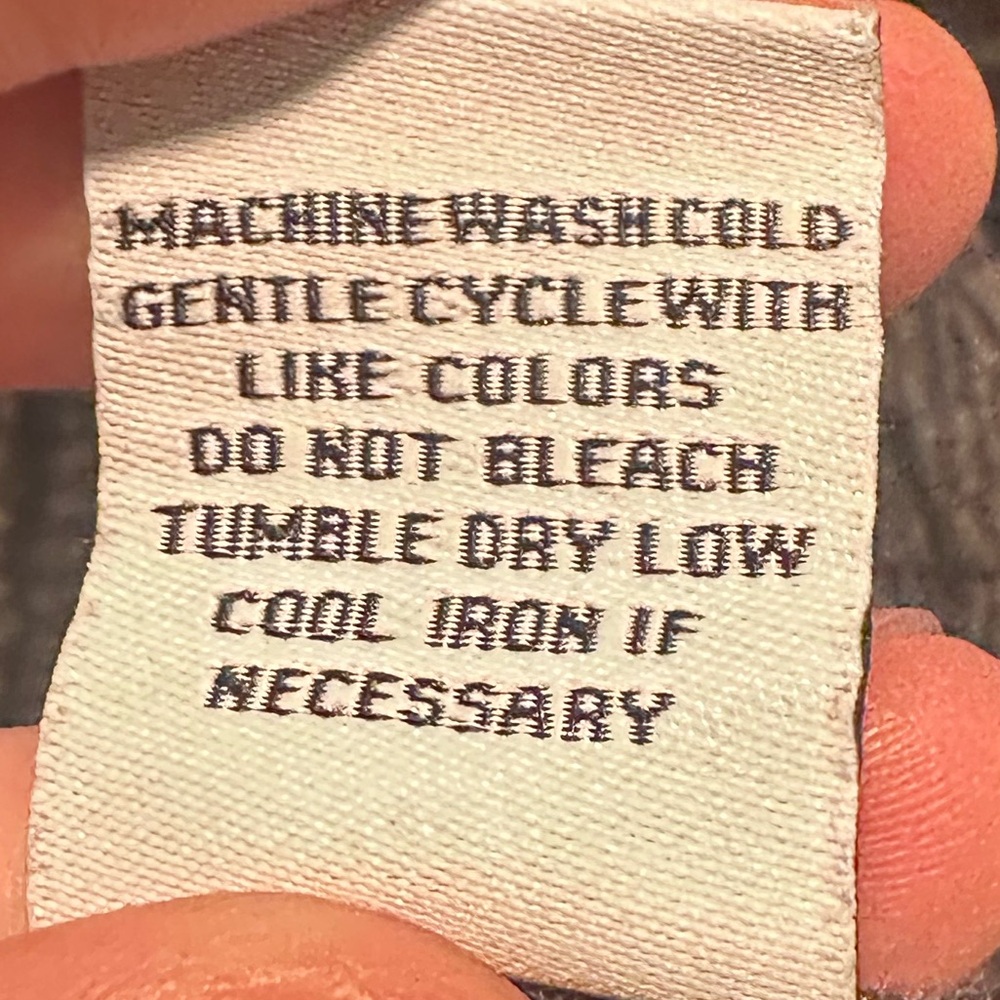 MACHINE WASH COLD
GENTLE CYCLE WITH
LIKE COLORS
DO NOT BLEACH
TUMBLE DRY LOW
COOL IRON IF
NECESSARY